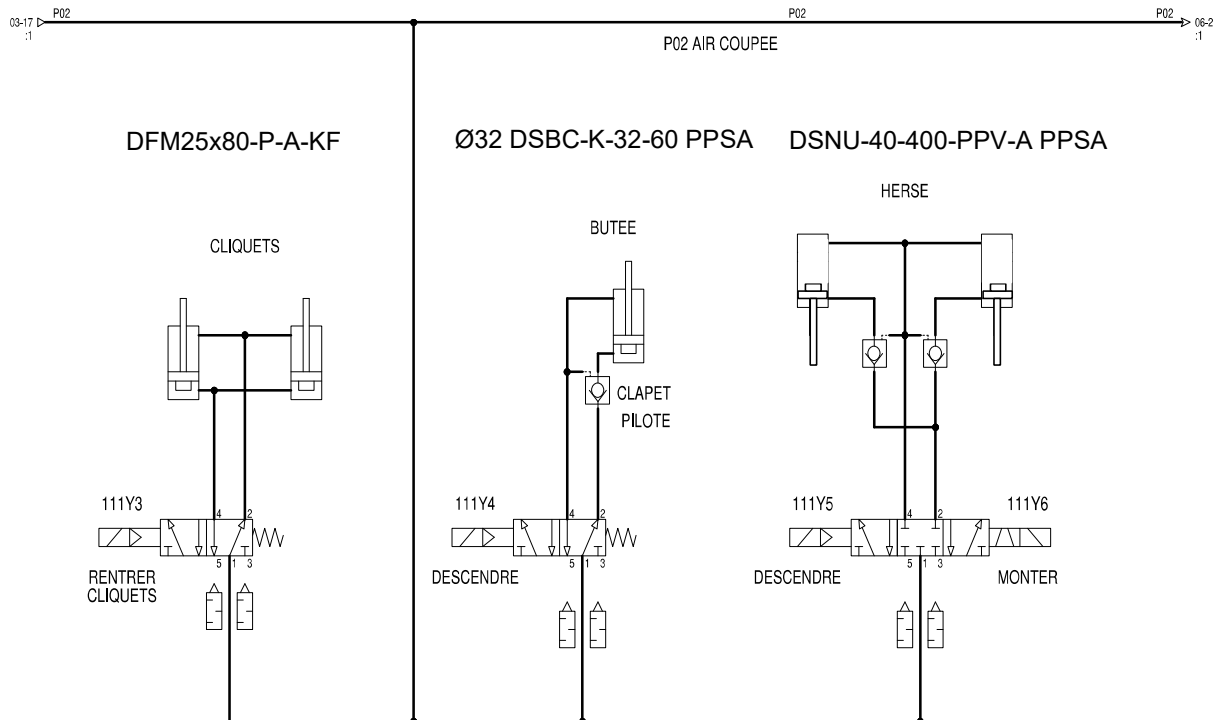 03-17 P02 P02 P02 06-2
:1 :1
P02 AIR COUPEE
DFM25x80-P-A-KF Ø32 DSBC-K-32-60 PPSA DSNU-40-400-PPV-A PPSA
HERSE
BUTEE
CLIQUETS
CLAPET
PILOTE
111Y3 111Y4 111Y5 111Y6
4 2 4 2 4 2
5 1 3 5 1 3 5 1 3
RENTRER
CLIQUETS
DESCENDRE DESCENDRE MONTER